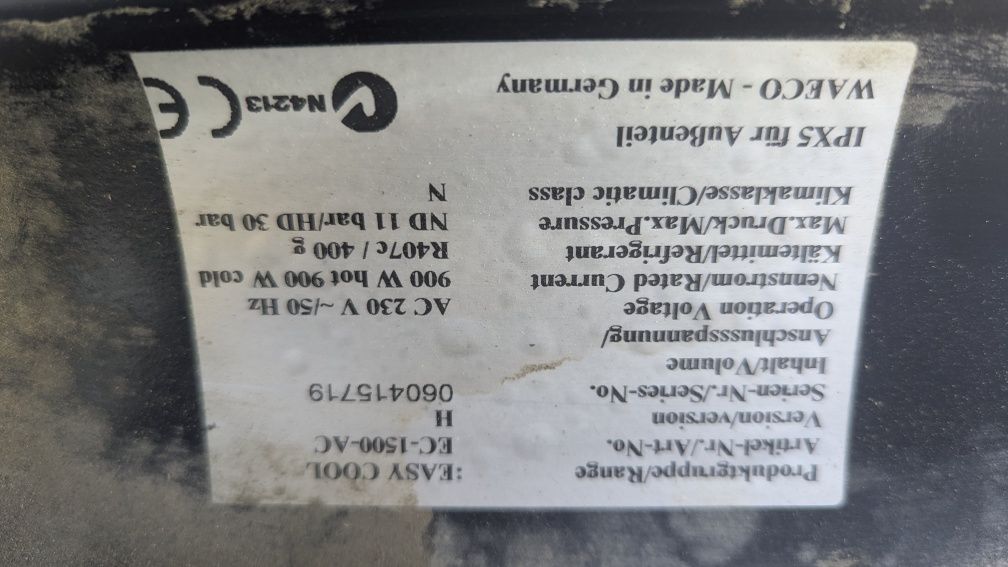 Produktgruppe/Range :EASY COOL
Artikel-Nr./Art-No. EC-1500-AC
Version/version H
Serien-Nr./Series-No. 060415719
Inhalt/Volume
Anschlussspannung/
Operation Voltage AC 230 V ~/50 Hz
Nennstrom/Rated Current 900 W hot 900 W cold
Kältemittel/Refrigerant R407c / 400 g
Max.Druck/Max.Pressure ND 11 bar/HD 30 bar
Klimaklasse/Climatic class N
IPX5 für Außenteil
WAECO - Made in Germany
N4213
CE